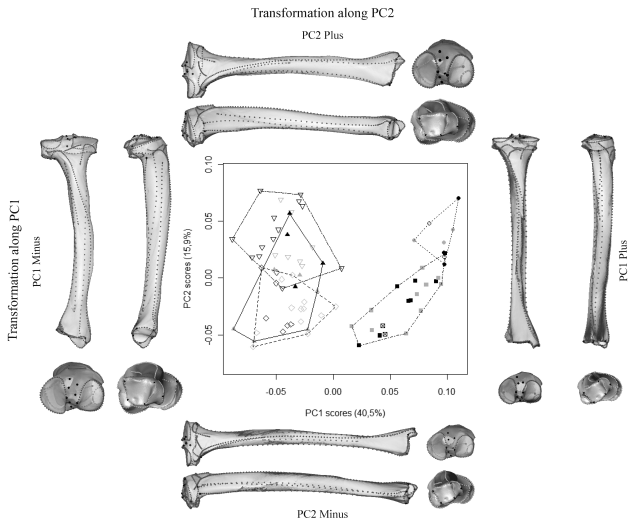 Transformation along PC2
PC2 Plus
Transformation along PC1
PC1 Minus
PC2 scores (15,9%)
0.10
0.05
0.00
-0.05
-0.05
0.00
0.05
0.10
PC1 scores (40,5%)
PC1 Plus
PC2 Minus